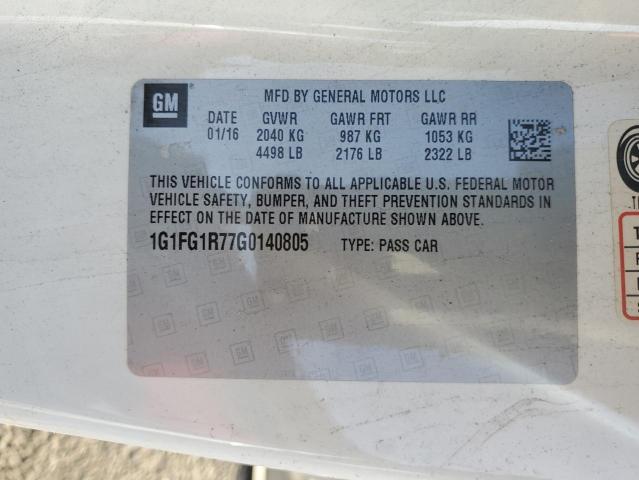 GM
MFD BY GENERAL MOTORS LLC
DATE GVWR GAWR FRT GAWR RR
01/16 2040 KG 987 KG 1053 KG
4498 LB 2176 LB 2322 LB
THIS VEHICLE CONFORMS TO ALL APPLICABLE U.S. FEDERAL MOTOR
VEHICLE SAFETY, BUMPER, AND THEFT PREVENTION STANDARDS IN
EFFECT ON THE DATE OF MANUFACTURE SHOWN ABOVE.
1G1FG1R77G0140805 TYPE: PASS CAR